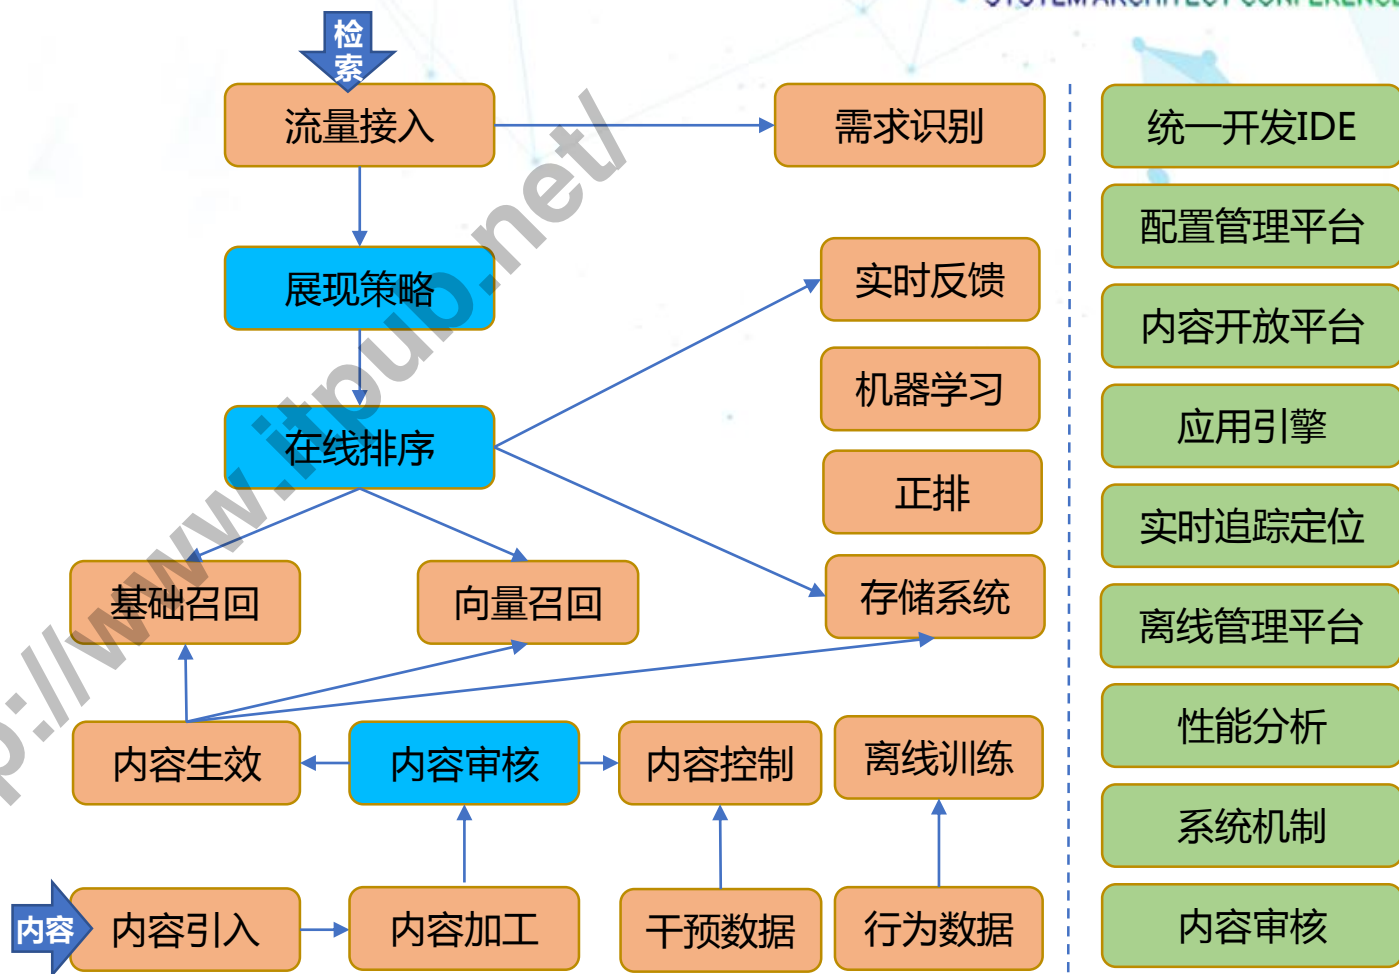 SYSTEM ARCHITECT CONFERENCE
检
索
流量接入
需求识别
统一开发IDE
配置管理平台
展现策略
实时反馈
内容开放平台
机器学习
应用引擎
在线排序
正排
实时追踪定位
基础召回
向量召回
存储系统
离线管理平台
性能分析
内容生效
内容审核
内容控制
离线训练
系统机制
内容
内容引入
内容加工
干预数据
行为数据
内容审核
p://www.itpub.net/